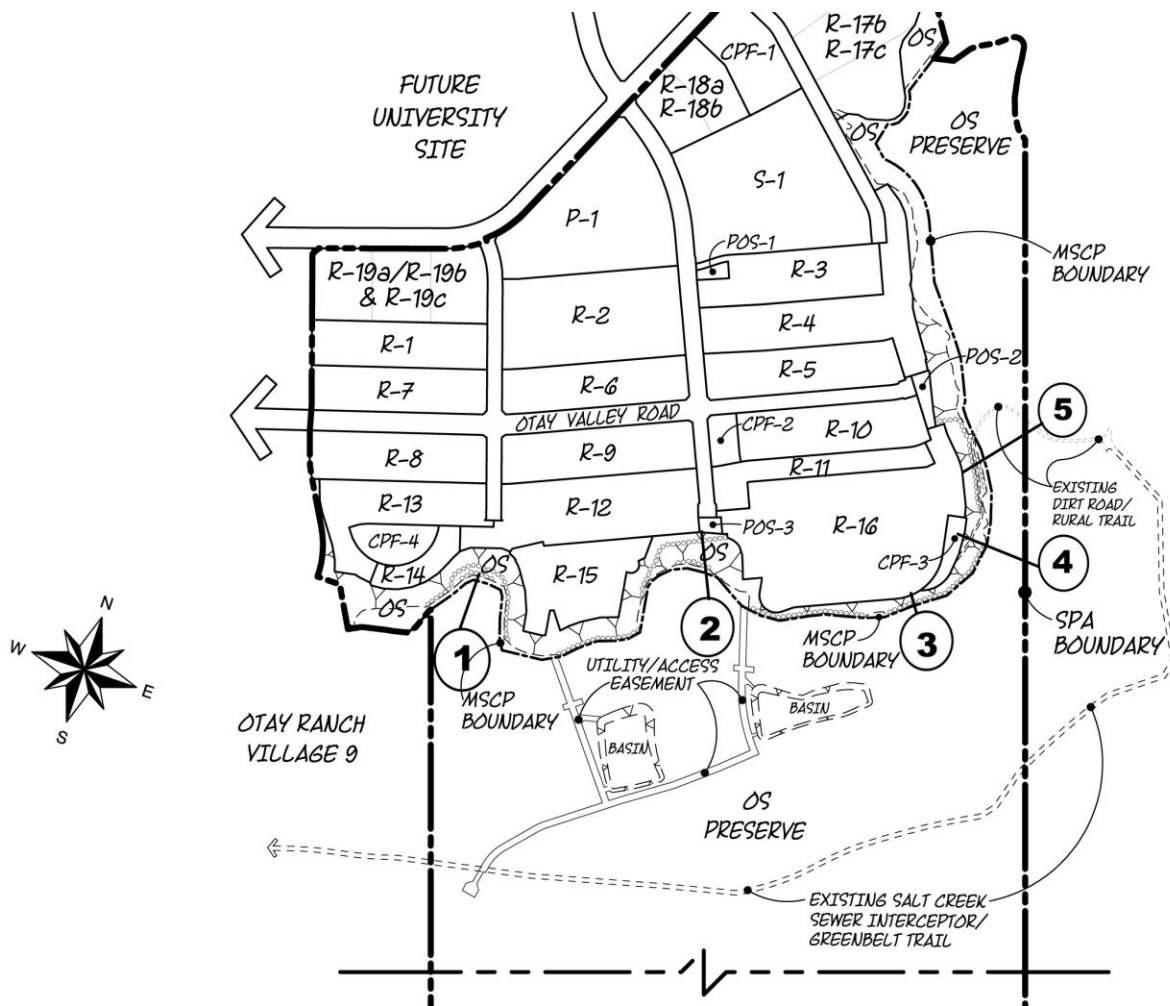 R-17b
R-17c
OS
CPF-1
FUTURE
UNIVERSITY
SITE
R-18a
R-18b
OS
OS
PRESERVE
S-1
P-1
POS-1
MSCP
BOUNDARY
R-19a/R-19b
& R-19c
R-3
R-2
R-4
R-1
R-5
POS-2
R-7
R-6
OTAY VALLEY ROAD
5
CPF-2
R-10
R-8
R-9
R-11
EXISTING
DIRT ROAD/
RURAL TRAIL
R-13
R-12
POS-3
R-16
CPF-4
CPF-3
4
OS
OS
R-14
R-15
OS
1
2
3
MSCP
BOUNDARY
SPA
BOUNDARY
N
W
E
S
UTILITY/ACCESS
EASEMENT
MSCP
BOUNDARY
BASIN
BASIN
OTAY RANCH
VILLAGE 9
OS
PRESERVE
EXISTING SALT CREEK
SEWER INTERCEPTOR/
GREENBELT TRAIL